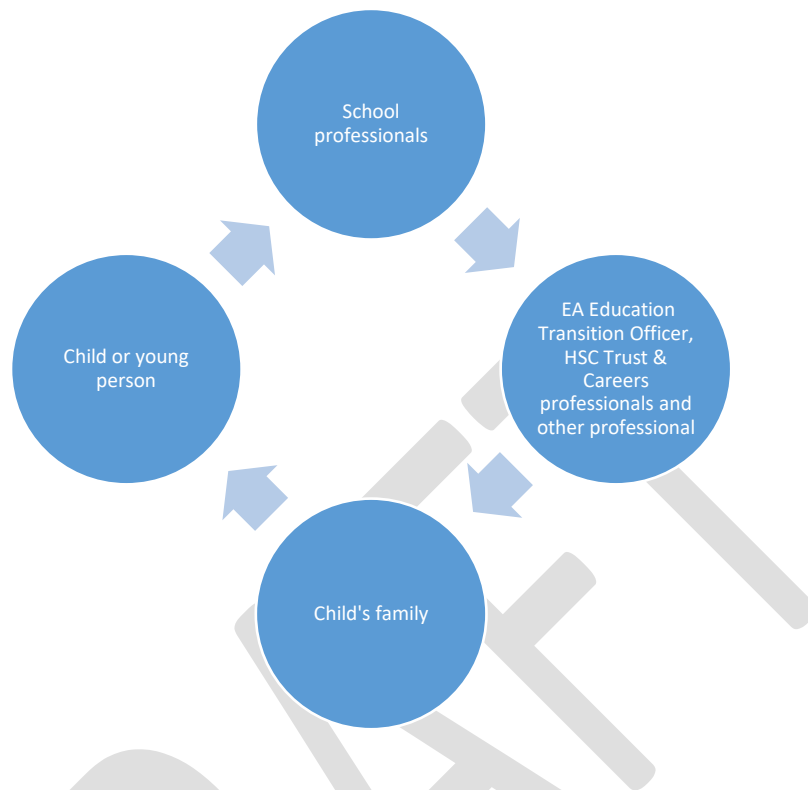 School
professionals
EA Education
Transition Officer,
HSC Trust &
Careers
professionals and
other professional
Child or young
person
Child's family